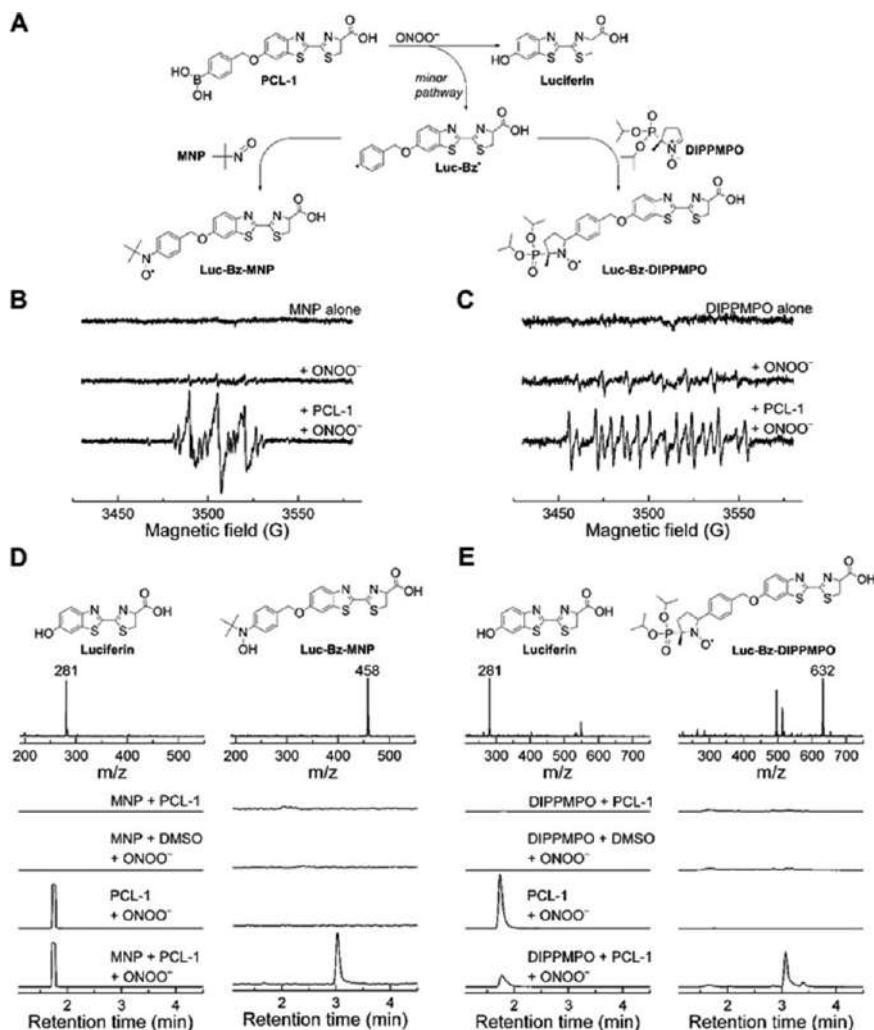 A
ONOO⁻
PCL-1
minor
pathway
Luciferin
MNP
Luc-Bz•
DIPPMPO
Luc-Bz-MNP
Luc-Bz-DIPPMPO
B
MNP alone
+ ONOO⁻
+ PCL-1
+ ONOO⁻
3450 3500 3550
Magnetic field (G)
C
DIPPMPO alone
+ ONOO⁻
+ PCL-1
+ ONOO⁻
3450 3500 3550
Magnetic field (G)
D
Luciferin
Luc-Bz-MNP
281
458
200 300 400 500
200 300 400 500
m/z
m/z
MNP + PCL-1
MNP + DMSO
+ ONOO⁻
PCL-1
+ ONOO⁻
MNP + PCL-1
+ ONOO⁻
2 3 4
2 3 4
Retention time (min)
Retention time (min)
E
Luciferin
Luc-Bz-DIPPMPO
281
632
200 300 400 500 600 700
300 400 500 600 700
m/z
m/z
DIPPMPO + PCL-1
DIPPMPO + DMSO
+ ONOO⁻
PCL-1
+ ONOO⁻
DIPPMPO + PCL-1
+ ONOO⁻
2 3 4
2 3 4
Retention time (min)
Retention time (min)